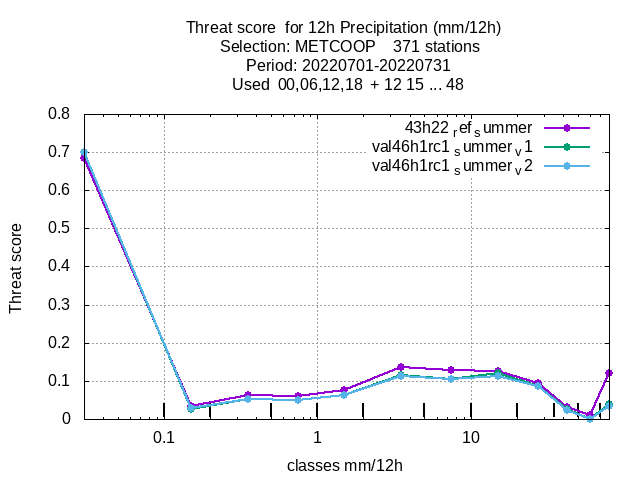 Threat score  for 12h Precipitation (mm/12h)
Selection: METCOOP    371 stations
Period: 20220701-20220731
Used  00,06,12,18  + 12 15 ... 48
43h22 ref summer
val46h1rc1 summer v1
val46h1rc1 summer v2
0.8
0.7
0.6
0.5
0.4
0.3
0.2
0.1
0
Threat score
0.1 1 10
classes mm/12h